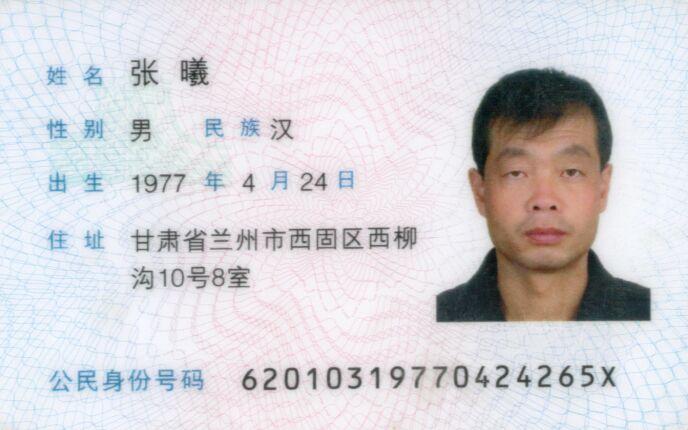 姓名 张曦
性别 男 民族 汉
出生 1977 年 4 月 24 日
住址 甘肃省兰州市西固区西柳
沟10号8室
公民身份号码 62010319770424265X